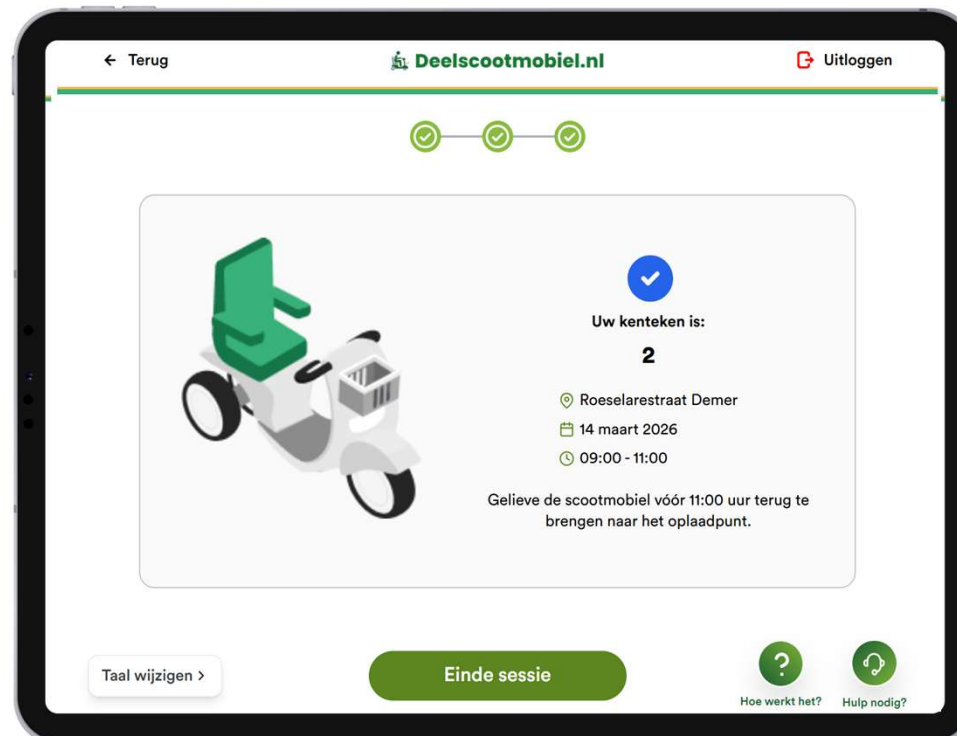 ← Terug
Deelscootmobiel.nl
Uitloggen
Uw kenteken is:
2
Roeselarestraat Demer
14 maart 2026
09:00 - 11:00
Gelieve de scootmobiel vóór 11:00 uur terug te
brengen naar het oplaadpunt.
Taal wijzigen >
Einde sessie
?
Hoe werkt het?
Hulp nodig?